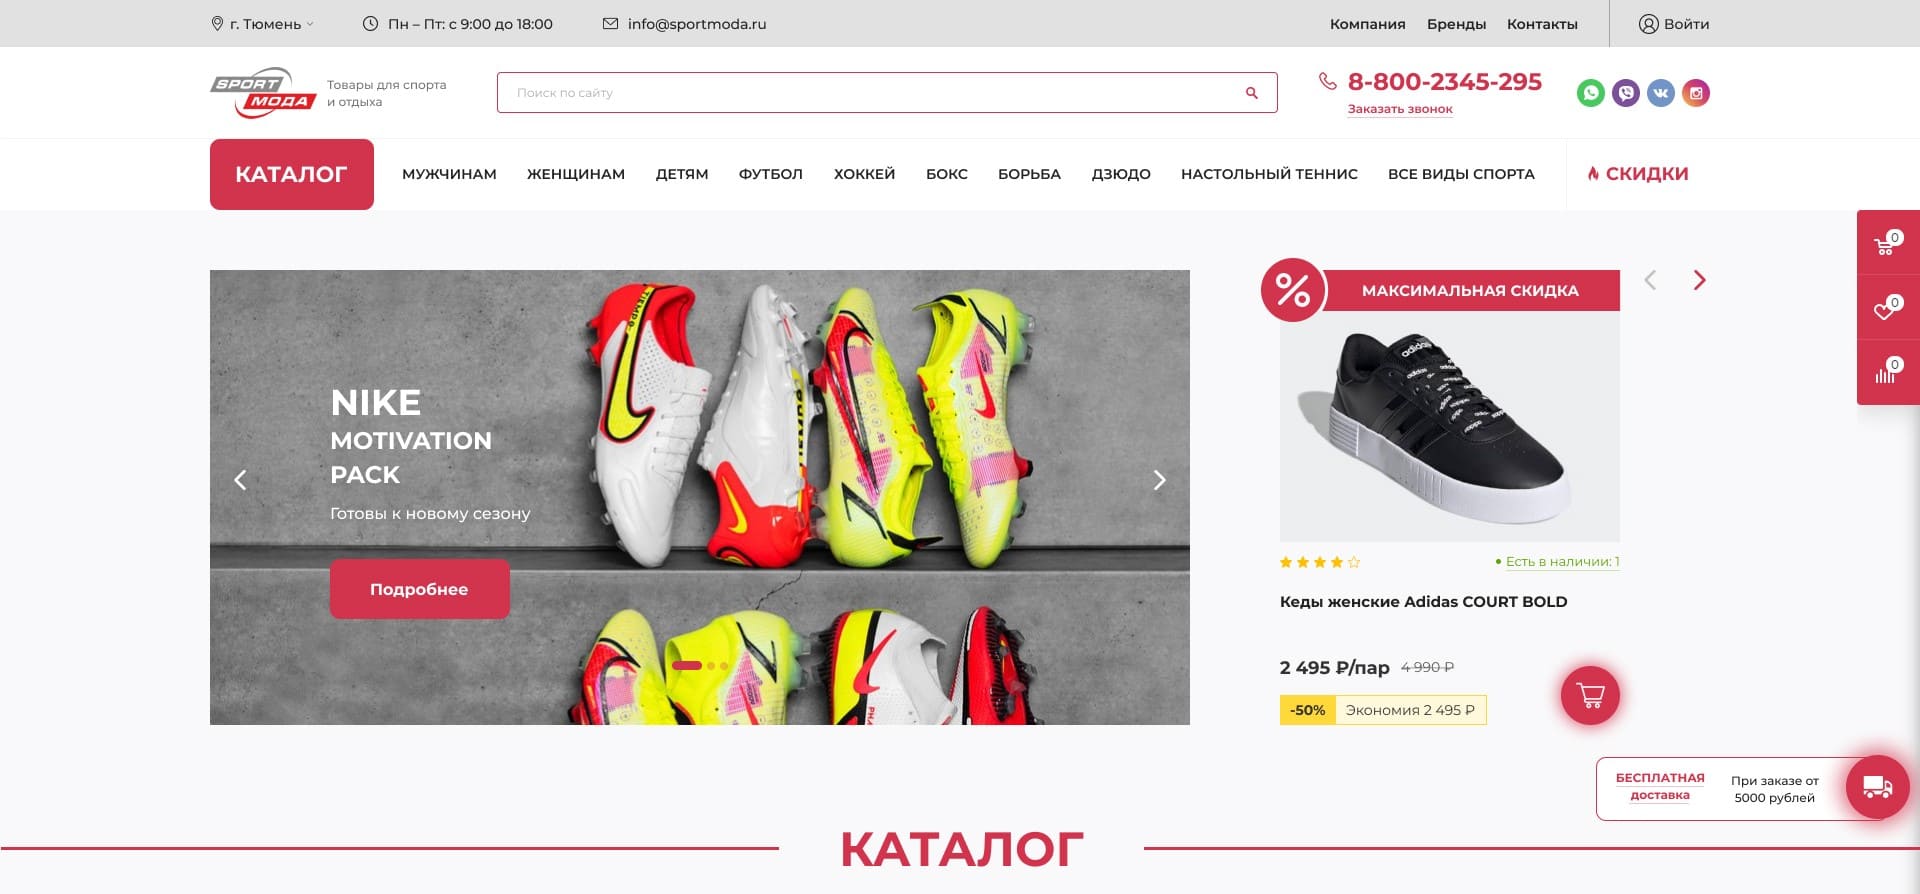 г. Тюмень
Пн – Пт: с 9:00 до 18:00
info@sportmoda.ru
Компания
Бренды
Контакты
Войти
SPORT
МОДА
Товары для спорта
и отдыха
Поиск по сайту
8-800-2345-295
Заказать звонок
КАТАЛОГ
МУЖЧИНАМ
ЖЕНЩИНАМ
ДЕТЯМ
ФУТБОЛ
ХОККЕЙ
БОКС
БОРЬБА
ДЗЮДО
НАСТОЛЬНЫЙ ТЕННИС
ВСЕ ВИДЫ СПОРТА
СКИДКИ
0
0
0
NIKE
MOTIVATION
PACK
Готовы к новому сезону
Подробнее
%
МАКСИМАЛЬНАЯ СКИДКА
adidas
Есть в наличии: 1
Кеды женские Adidas COURT BOLD
2 495 ₽/пар
4 990 ₽
-50%
Экономия 2 495 ₽
БЕСПЛАТНАЯ
доставка
При заказе от
5000 рублей
КАТАЛОГ